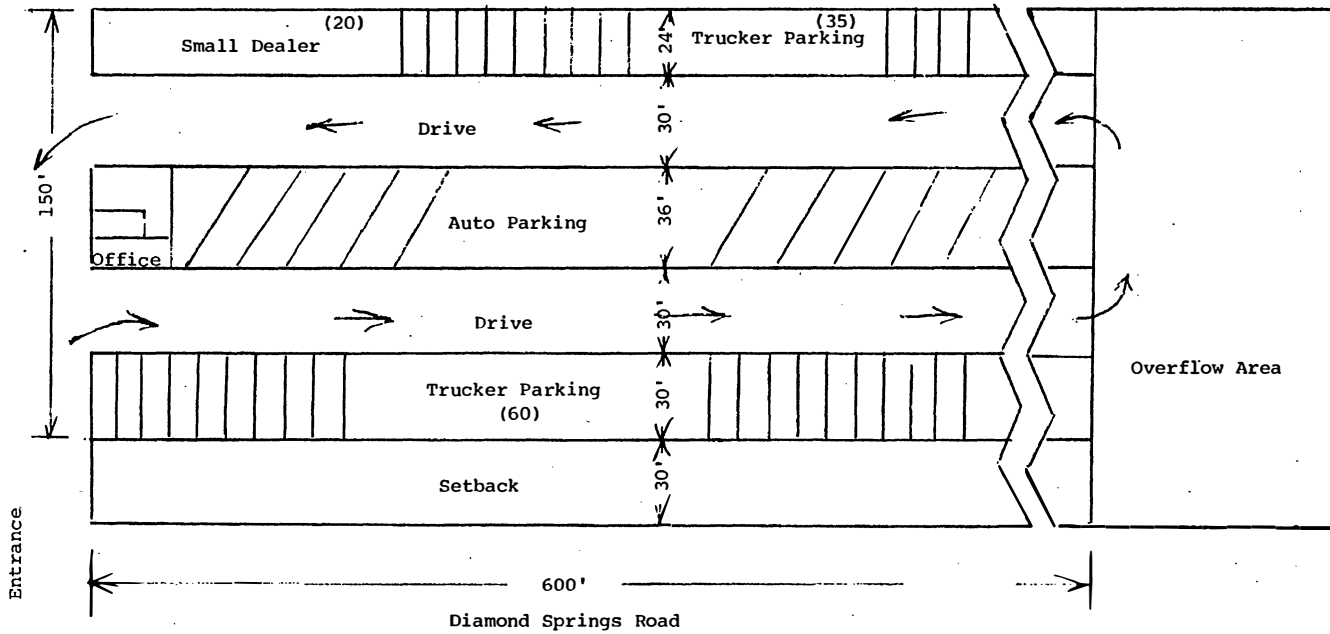 (20)
Small Dealer
24'
(35)
Trucker Parking
Drive
30'
150'
Auto Parking
36'
Office
Drive
30'
Trucker Parking
(60)
30'
Overflow Area
Setback
30'
Entrance
600'
Diamond Springs Road